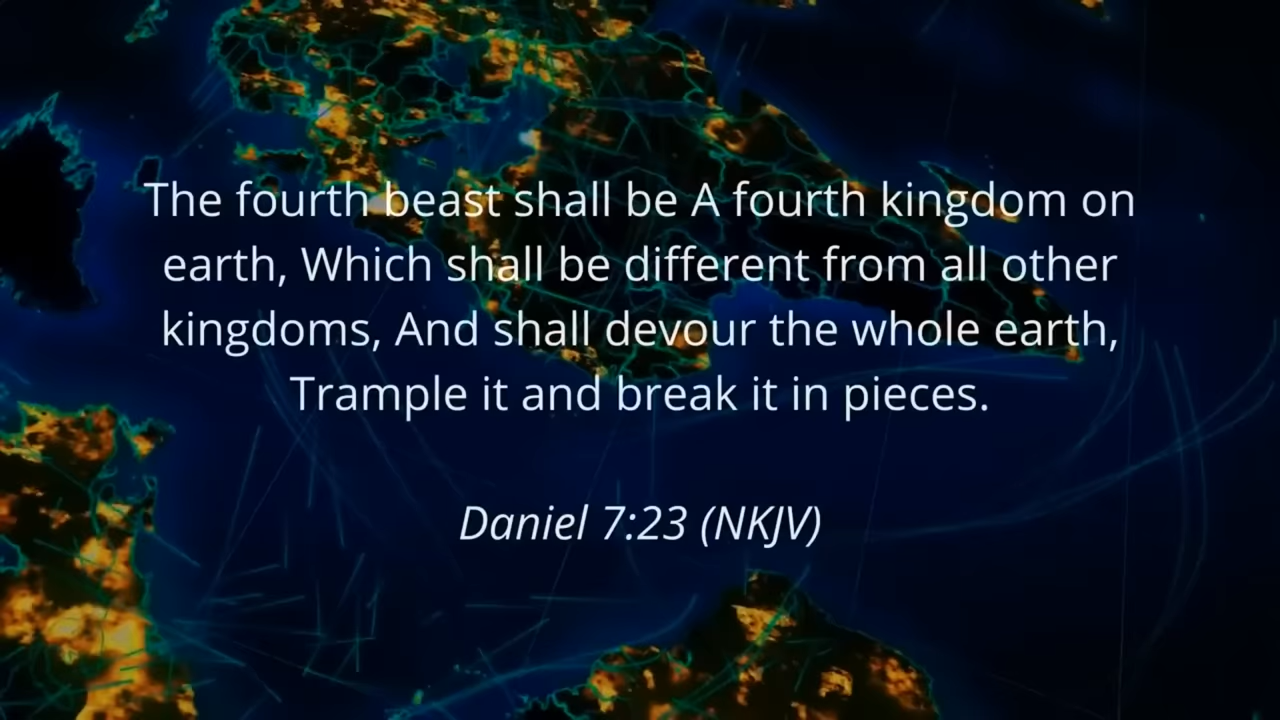 The fourth beast shall be A fourth kingdom on
earth, Which shall be different from all other
kingdoms, And shall devour the whole earth,
Trample it and break it in pieces.
Daniel 7:23 (NKJV)